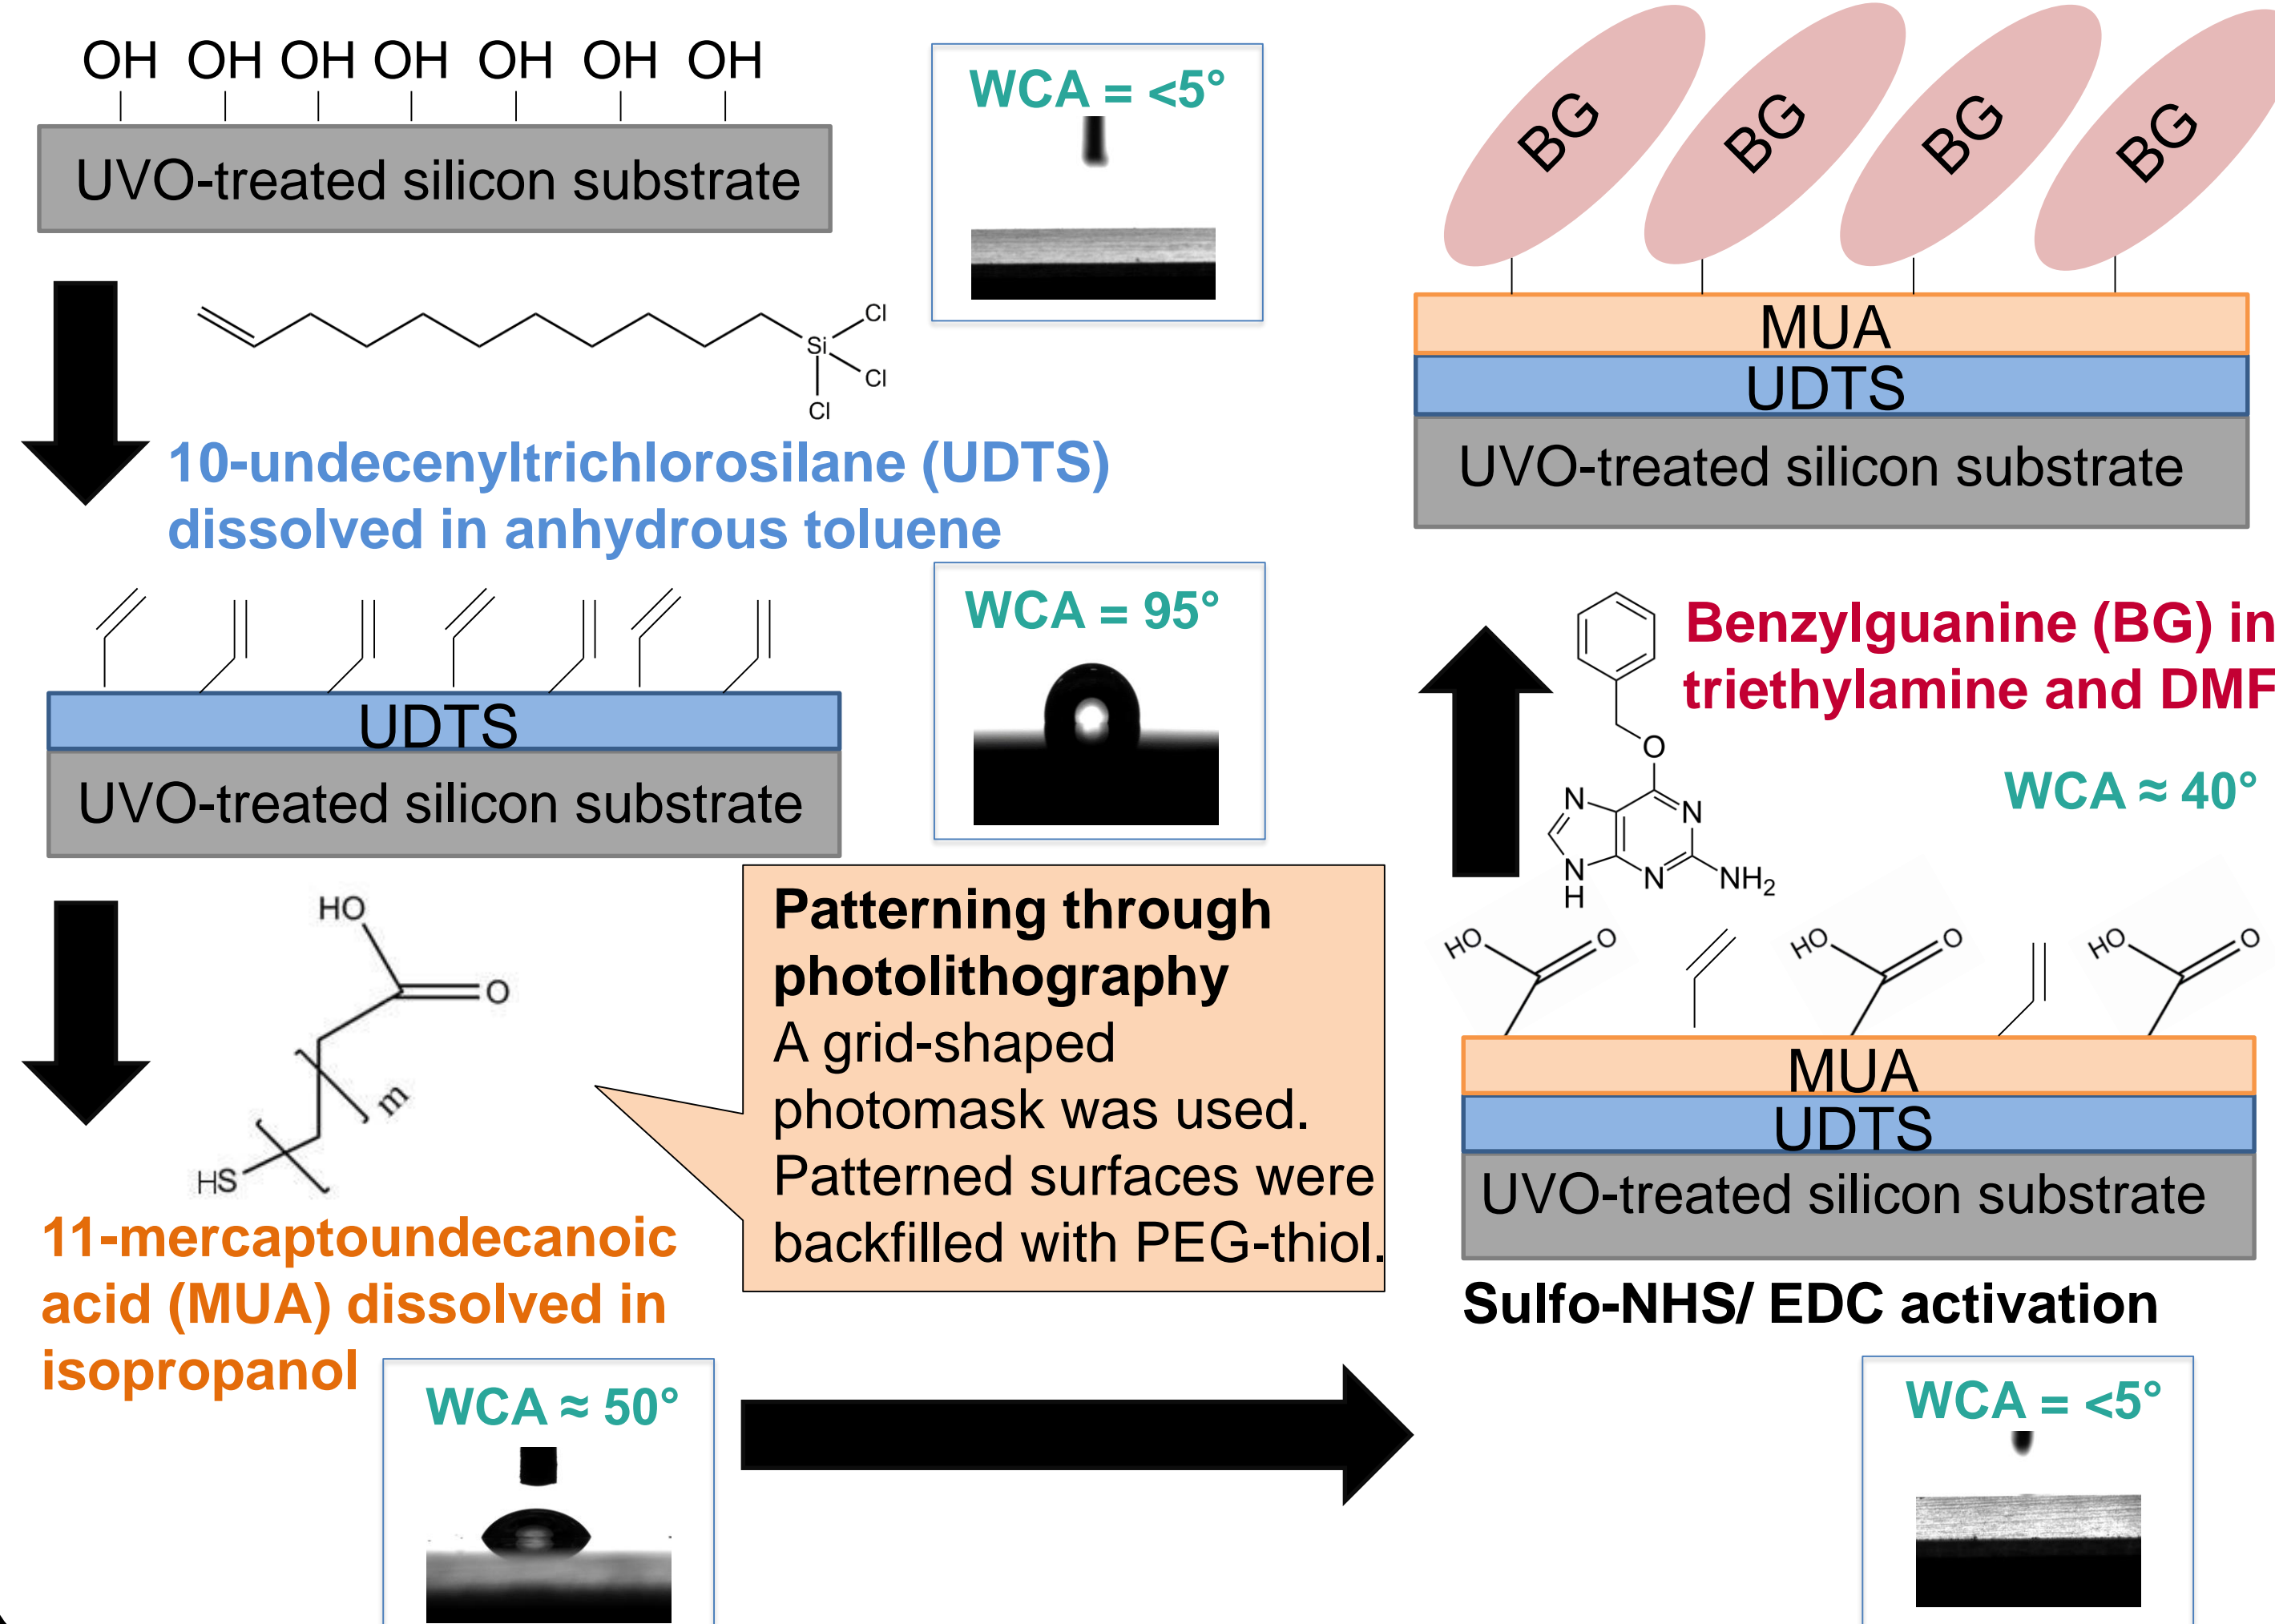 OH OH OH OH OH OH OH
UVO-treated silicon substrate
WCA = <5°
Si
Cl
Cl
Cl
10-undecenyltrichlorosilane (UDTS)
dissolved in anhydrous toluene
WCA = 95°
UDTS
UVO-treated silicon substrate
HO
O
m
HS
11-mercaptoundecanoic
acid (MUA) dissolved in
isopropanol
WCA ≈ 50°
Patterning through
photolithography
A grid-shaped
photomask was used.
Patterned surfaces were
backfilled with PEG-thiol.
BG BG BG BG
MUA
UDTS
UVO-treated silicon substrate
Benzylguanine (BG) in
triethylamine and DMF
O
N
N
N
H
N
NH2
WCA ≈ 40°
HO O HO O HO O
MUA
UDTS
UVO-treated silicon substrate
Sulfo-NHS/ EDC activation
WCA = <5°